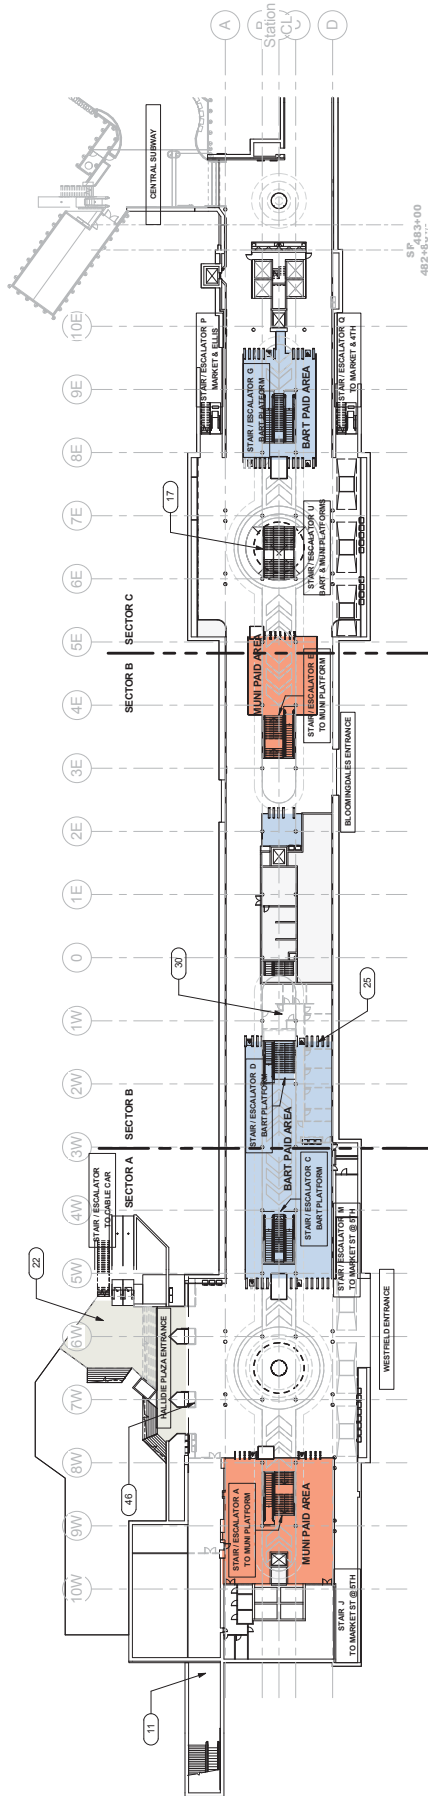 A
B
Station
CL
C
D
CENTRAL SUBWAY
483+00
10E
STAIR/ESCALATOR P
MARKET & ELLIS
STAIR/ESCALATOR Q
TO MARKET & 4TH
9E
STAIR / ESCALATOR G
BART PLATFORM
BART PAID AREA
8E
17
7E
STAIR / ESCALATOR U
BART & MUNI PLATFORMS
6E
SECTOR C
5E
SECTOR B
MUNI PAID AREA
STAIR / ESCALATOR B
TO MUNI PLATFORM
4E
3E
BLOOMINGDALES ENTRANCE
2E
1E
0
30
25
1W
2W
SECTOR B
STAIR / ESCALATOR D
BART PLATFORM
BART PAID AREA
3W
SECTOR A
STAIR / ESCALATOR
TO CABLE CAR
4W
STAIR / ESCALATOR C
BART PLATFORM
STAIR / ESCALATOR M
TO MARKET ST @ 5TH
22
5W
6W
HALLIDIE PLAZA ENTRANCE
WESTFIELD ENTRANCE
7W
46
8W
STAIR / ESCALATOR A
TO MUNI PLATFORM
MUNI PAID AREA
9W
10W
STAIR J
TO MARKET ST @ 5TH
11